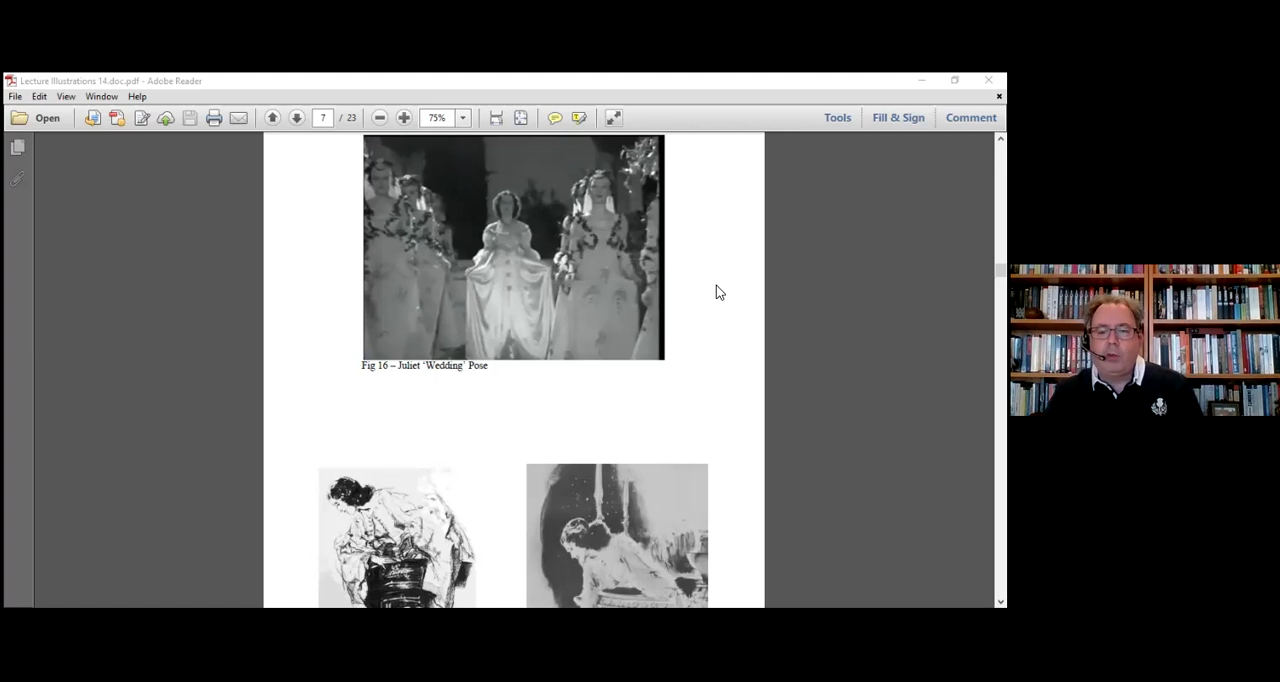 Lecture Illustrations 14.doc.pdf - Adobe Reader
File Edit View Window Help
Open 7 / 23 75% Tools Fill & Sign Comment
Fig 16 – Juliet ‘Wedding’ Pose